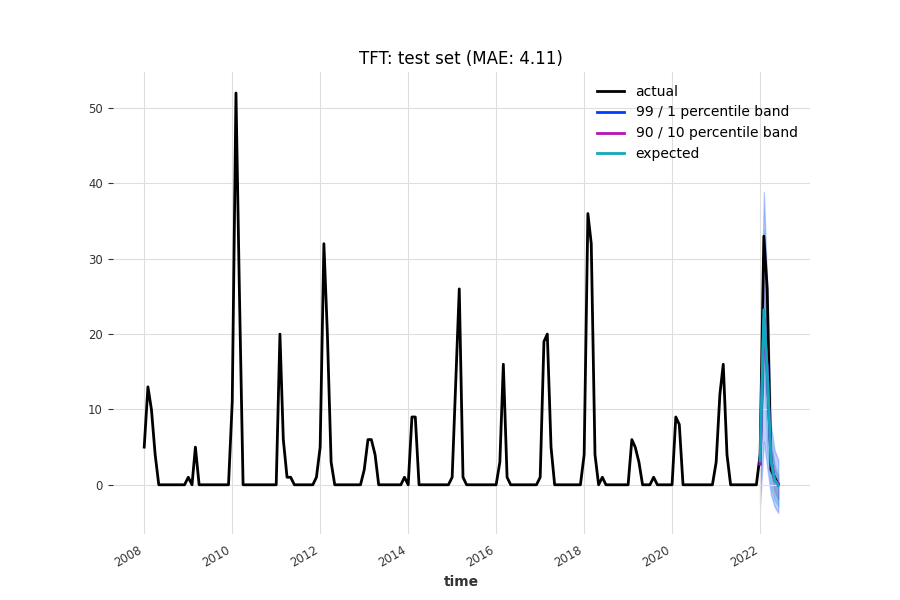 TFT: test set (MAE: 4.11)
actual
99 / 1 percentile band
90 / 10 percentile band
expected
50
40
30
20
10
0
2008
2010
2012
2014
2016
2018
2020
2022
time